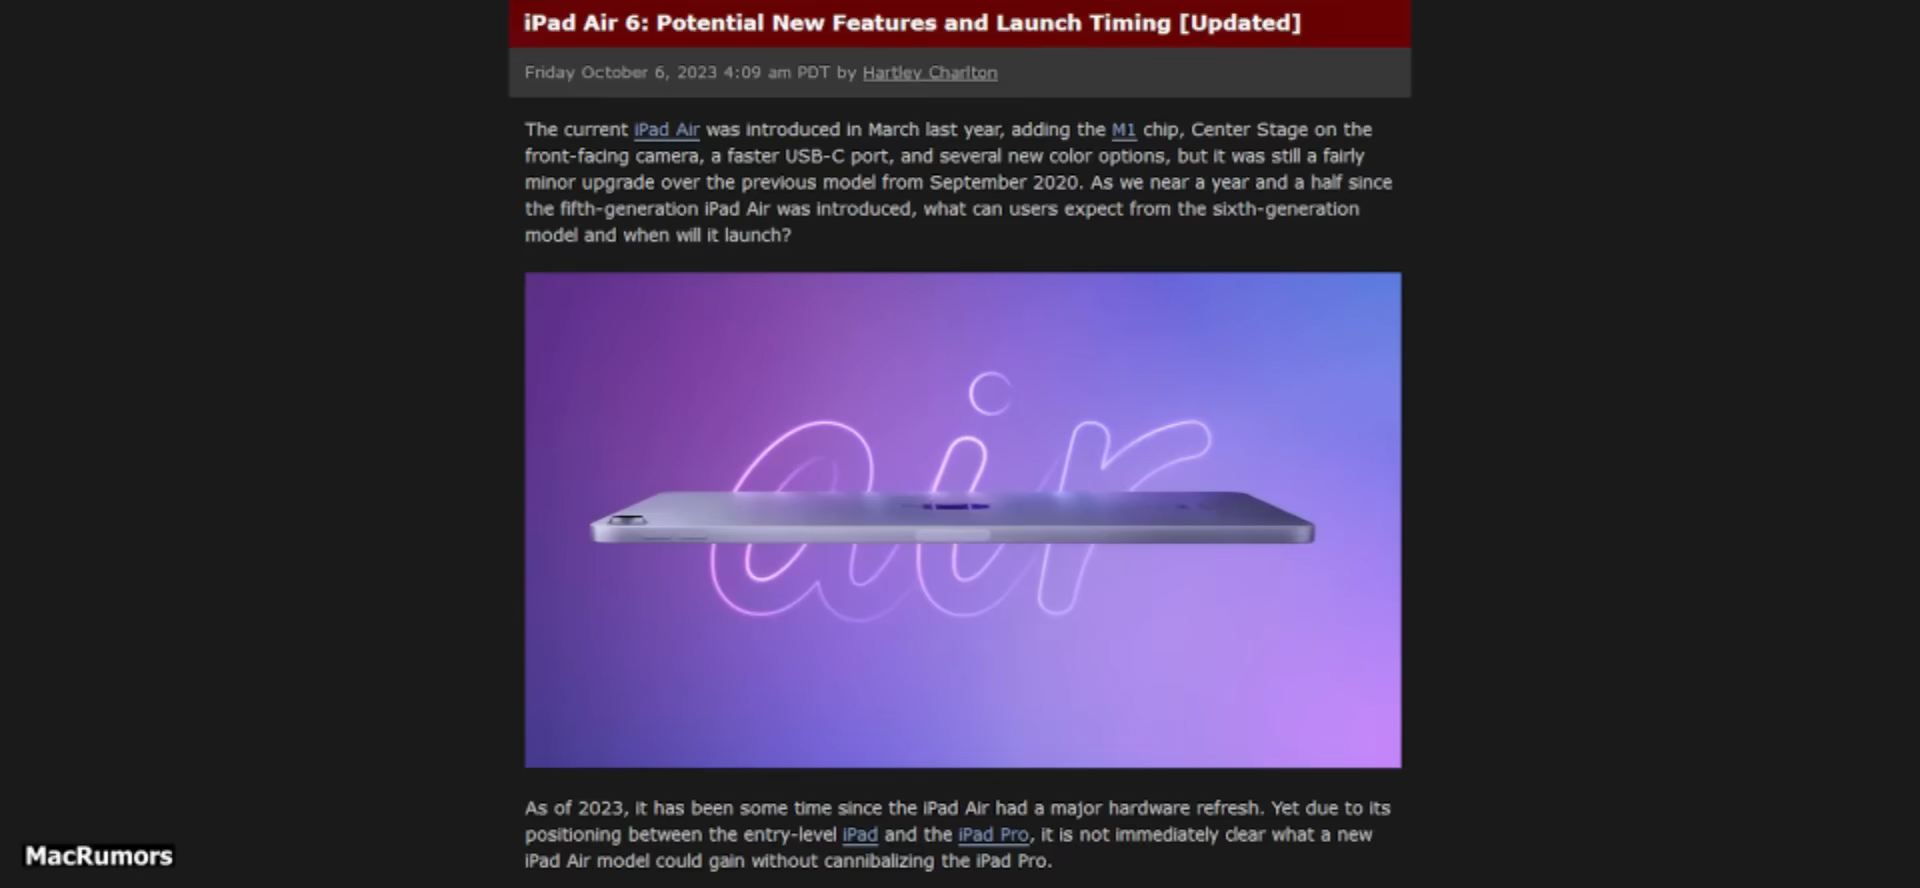 iPad Air 6: Potential New Features and Launch Timing [Updated]
Friday October 6, 2023 4:09 am PDT by Hartley Charlton
The current iPad Air was introduced in March last year, adding the M1 chip, Center Stage on the
front-facing camera, a faster USB-C port, and several new color options, but it was still a fairly
minor upgrade over the previous model from September 2020. As we near a year and a half since
the fifth-generation iPad Air was introduced, what can users expect from the sixth-generation
model and when will it launch?
air
As of 2023, it has been some time since the iPad Air had a major hardware refresh. Yet due to its
positioning between the entry-level iPad and the iPad Pro, it is not immediately clear what a new
iPad Air model could gain without cannibalizing the iPad Pro.
MacRumors